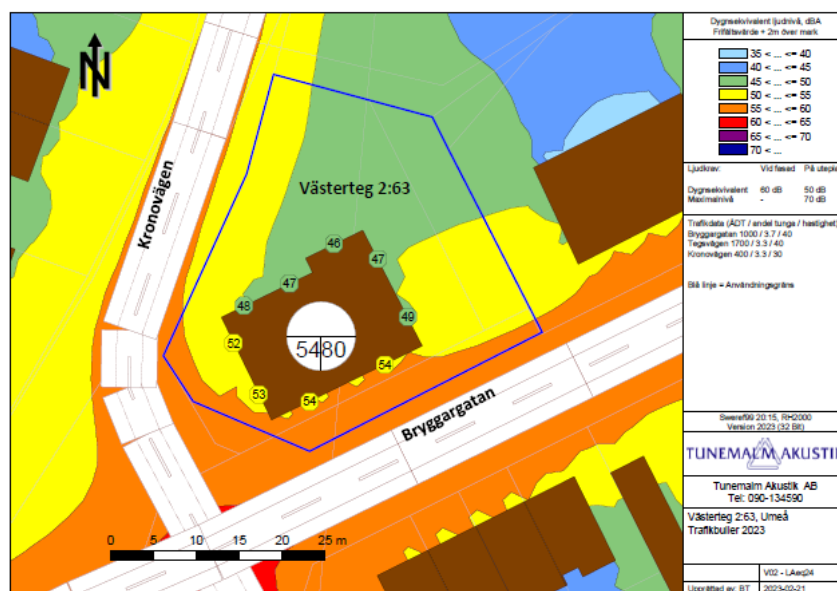 N
Kronovägen
Västerteg 2:63
46
47
47
48
49
52
5480
54
53
54
Bryggargatan
0 5 10 15 20 25 m
Dygnsekvivalent ljudnivå, dBA
Frifältsvärde + 2m över mark
35 < ... <= 40
40 < ... <= 45
45 < ... <= 50
50 < ... <= 55
55 < ... <= 60
60 < ... <= 65
65 < ... <= 70
70 < ...
Ljudkrav: Vid fasad På uteplat
Dygnsekvivalent 60 dB 50 dB
Maximalnivå - 70 dB
Trafikdata (ÅDT / andel tunga / hastighet)
Bryggargatan 1000 / 3.7 / 40
Tegsvägen 1700 / 3.3 / 40
Kronovägen 400 / 3.3 / 30
Blå linje = Användningsgräns
Sweref99 20:15, RH2000
Version 2023 (32 Bit)
TUNEMALM AKUSTIK
Tunemalm Akustik AB
Tel: 090-134590
Västerteg 2:63, Umeå
Trafikbuller 2023
V02 - LAeq24
Upprättad av: BT 2023-02-21